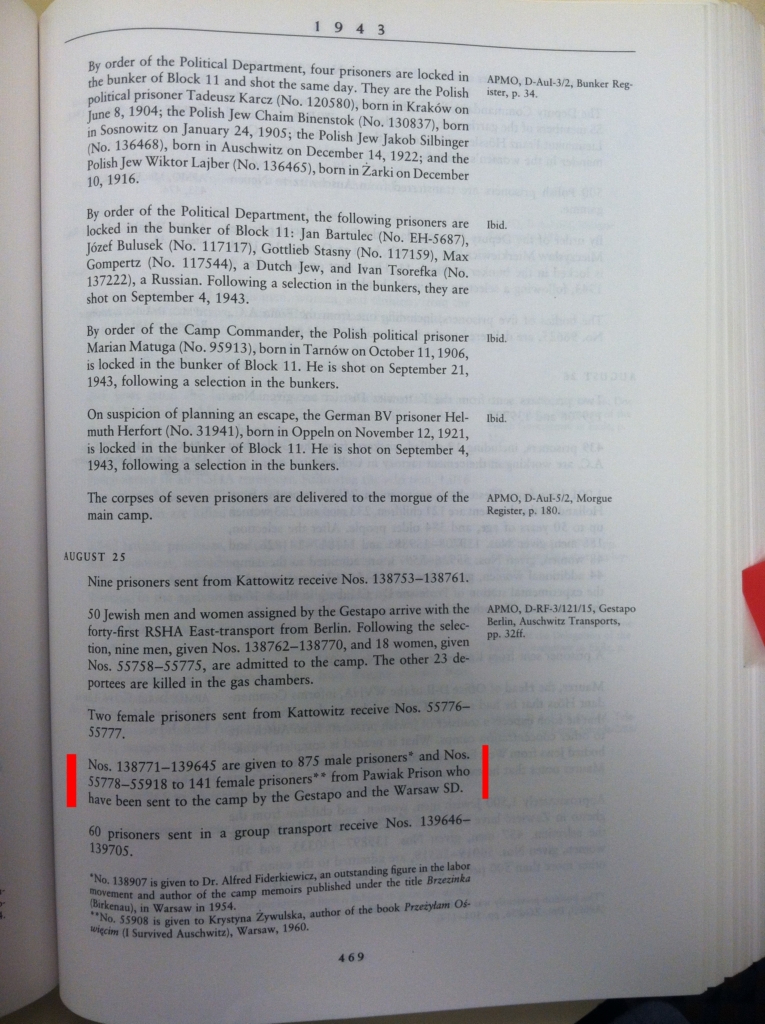 1943
By order of the Political Department, four prisoners are locked in
the bunker of Block 11 and shot the same day. They are the Polish
political prisoner Tadeusz Karcz (No. 120580), born in Kraków on
June 8, 1904; the Polish Jew Chaim Binenstok (No. 130837), born
in Sosnowitz on January 24, 1905; the Polish Jew Jakob Silbinger
(No. 136468), born in Auschwitz on December 14, 1922; and the
Polish Jew Wiktor Lajber (No. 136465), born in Żarki on December
10, 1916.
APMO, D-AuI-3/2, Bunker Reg-
ister, p. 34.
By order of the Political Department, the following prisoners are
locked in the bunker of Block 11: Jan Bartulec (No. EH-5687),
Józef Bulusek (No. 117117), Gottlieb Stasny (No. 117159), Max
Gompertz (No. 117544), a Dutch Jew, and Ivan Tsorefka (No.
137222), a Russian. Following a selection in the bunkers, they are
shot on September 4, 1943.
Ibid.
By order of the Camp Commander, the Polish political prisoner
Marian Matuga (No. 95913), born in Tarnów on October 11, 1906,
is locked in the bunker of Block 11. He is shot on September 21,
1943, following a selection in the bunkers.
Ibid.
On suspicion of planning an escape, the German BV prisoner Hel-
muth Herfort (No. 31941), born in Oppeln on November 12, 1921,
is locked in the bunker of Block 11. He is shot on September 4,
1943, following a selection in the bunkers.
Ibid.
The corpses of seven prisoners are delivered to the morgue of the
main camp.
APMO, D-AuI-5/2, Morgue
Register, p. 180.
AUGUST 25
Nine prisoners sent from Kattowitz receive Nos. 138753–138761.
50 Jewish men and women assigned by the Gestapo arrive with the
forty-first RSHA East-transport from Berlin. Following the selec-
tion, nine men, given Nos. 138762–138770, and 18 women, given
Nos. 55758–55775, are admitted to the camp. The other 23 de-
portees are killed in the gas chambers.
APMO, D-RF-3/121/15, Gestapo
Berlin, Auschwitz Transports,
pp. 32ff.
Two female prisoners sent from Kattowitz receive Nos. 55776–
55777.
Nos. 138771–139645 are given to 875 male prisoners* and Nos.
55778–55918 to 141 female prisoners** from Pawiak Prison who
have been sent to the camp by the Gestapo and the Warsaw SD.
60 prisoners sent in a group transport receive Nos. 139646–
139705.
*No. 138907 is given to Dr. Alfred Fiderkiewicz, an outstanding figure in the labor
movement and author of the camp memoirs published under the title Brzezinka
(Birkenau), in Warsaw in 1954.
**No. 55908 is given to Krystyna Żywulska, author of the book Przeżyłam Oś-
więcim (I Survived Auschwitz), Warsaw, 1960.
469